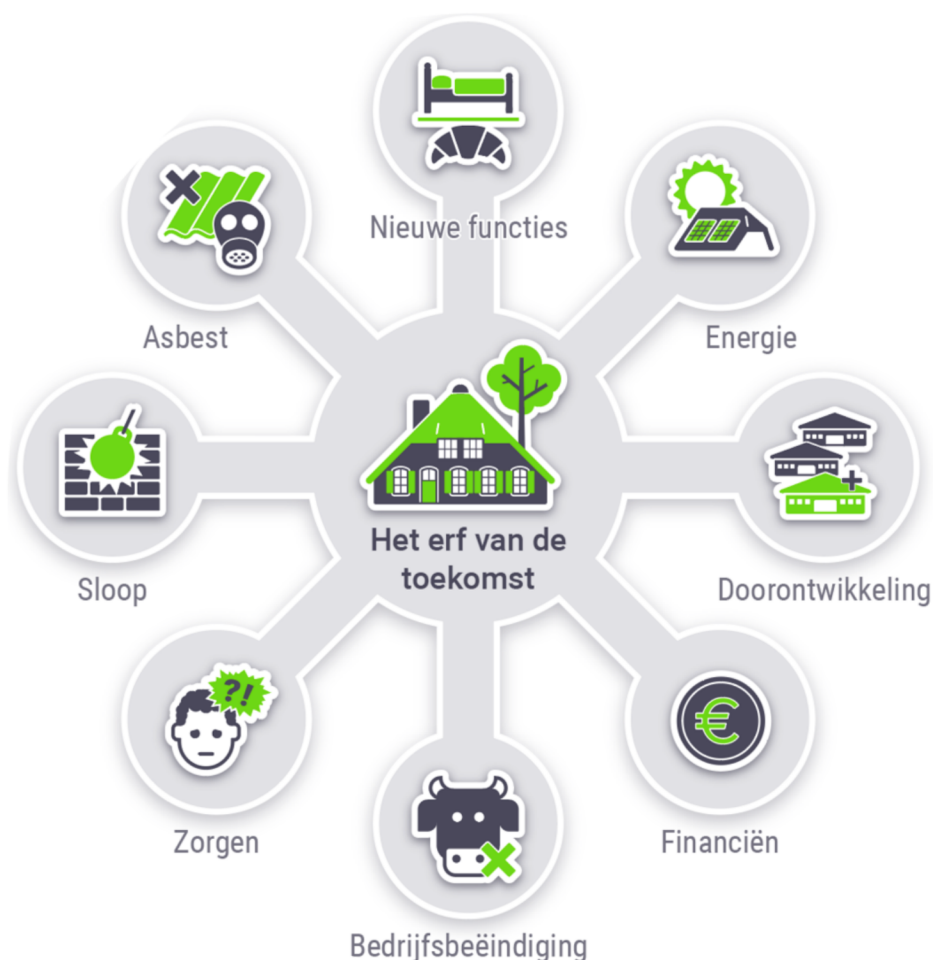 Nieuwe functies
Asbest
Energie
?!
Sloop
Het erf van de
toekomst
Doorontwikkeling
€
Zorgen
Financiën
Bedrijfsbeëindiging